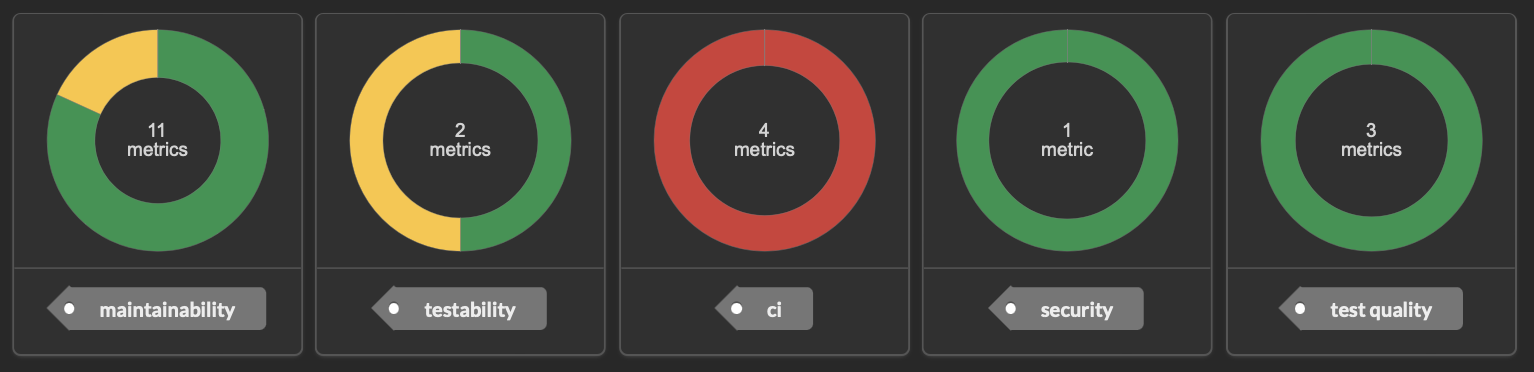 11
metrics
maintainability
2
metrics
testability
4
metrics
ci
1
metric
security
3
metrics
test quality